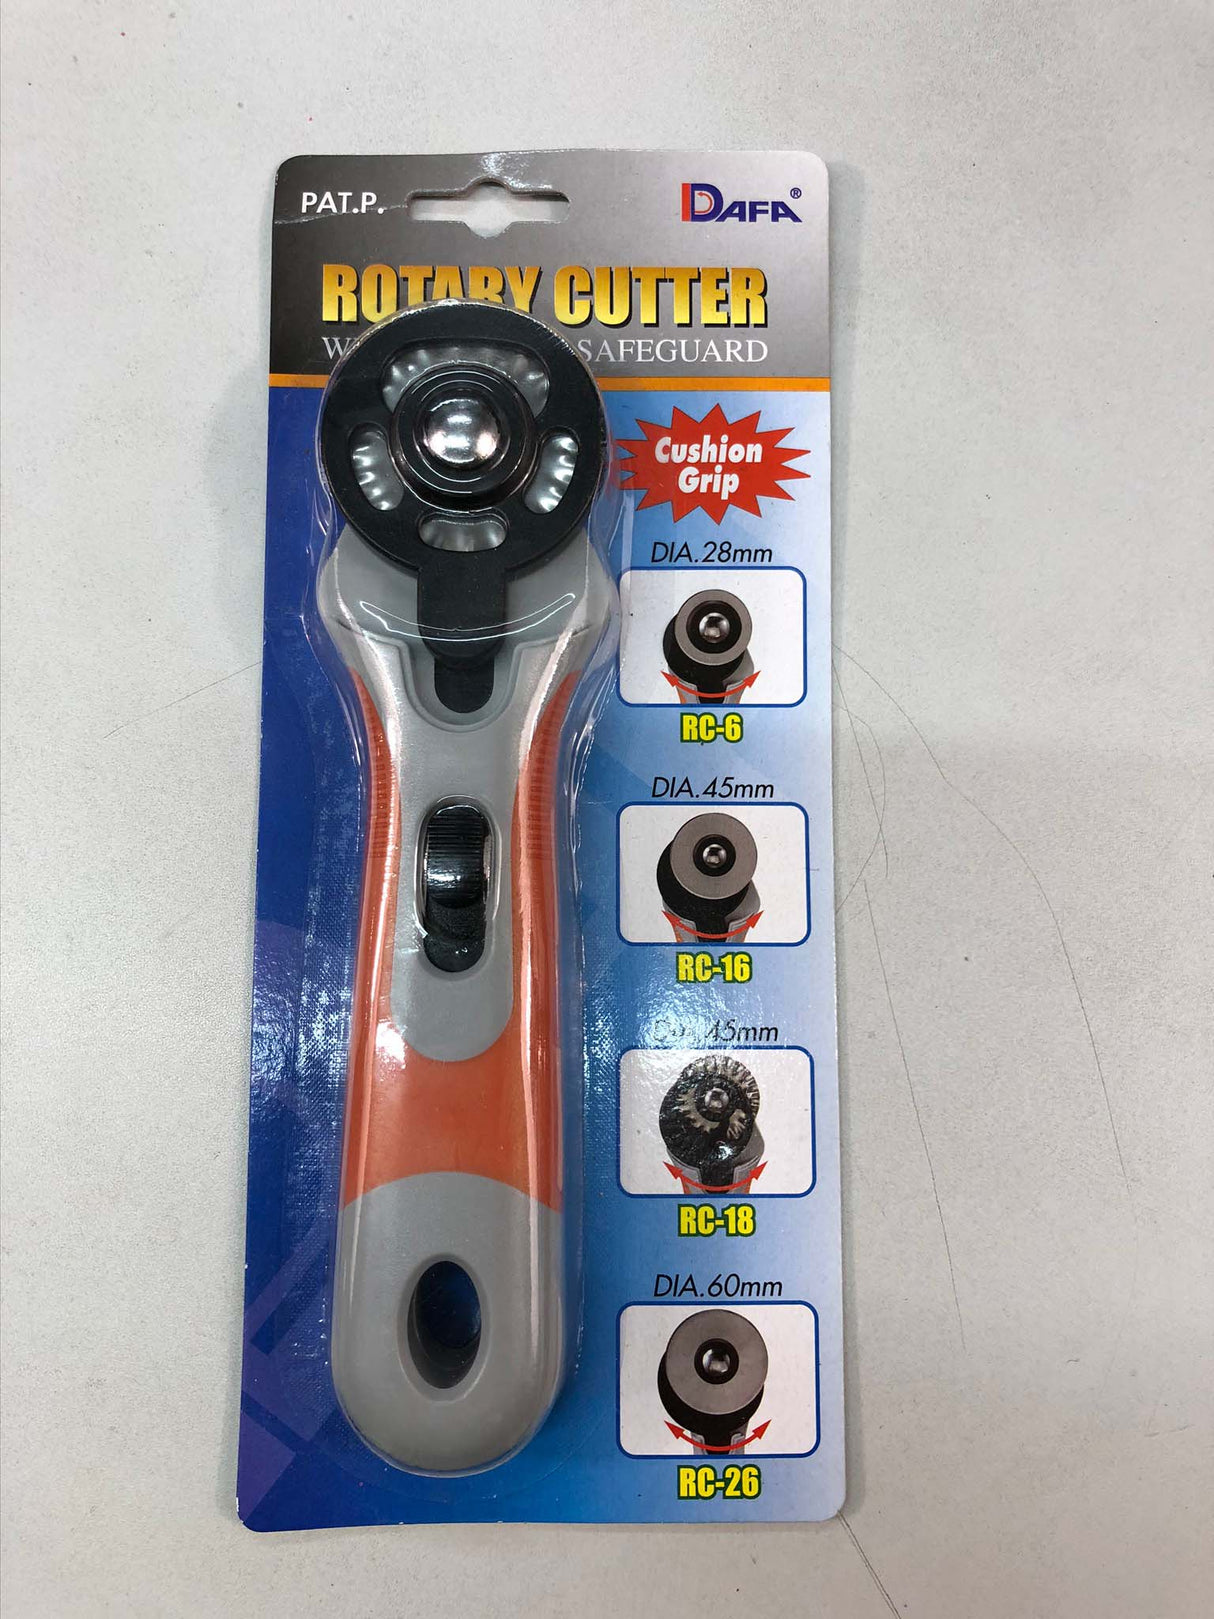 PAT.P.
DAFA®
ROTARY CUTTER
SAFEGUARD
Cushion
Grip
DIA.28mm
RC-6
DIA.45mm
RC-16
45mm
RC-18
DIA.60mm
RC-26